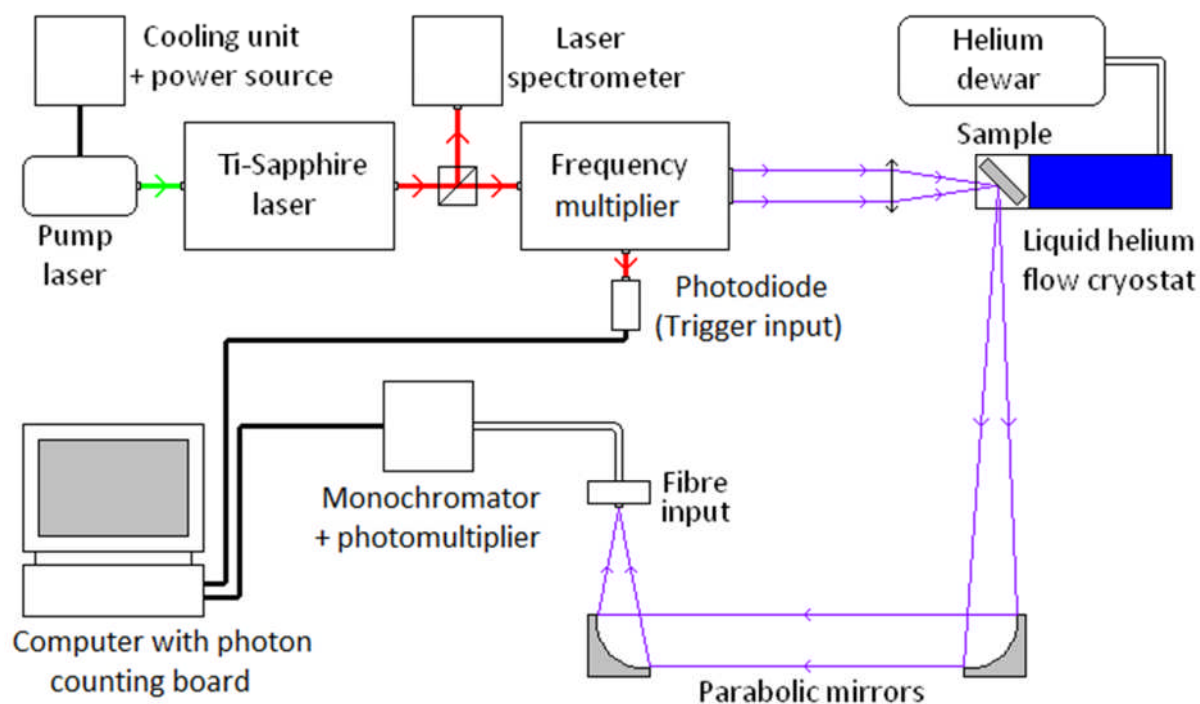 Cooling unit
+ power source
Laser
spectrometer
Helium
dewar
Sample
Ti-Sapphire
laser
Frequency
multiplier
Pump
laser
Liquid helium
flow cryostat
Photodiode
(Trigger input)
Monochromator
+ photomultiplier
Fibre
input
Computer with photon
counting board
Parabolic mirrors